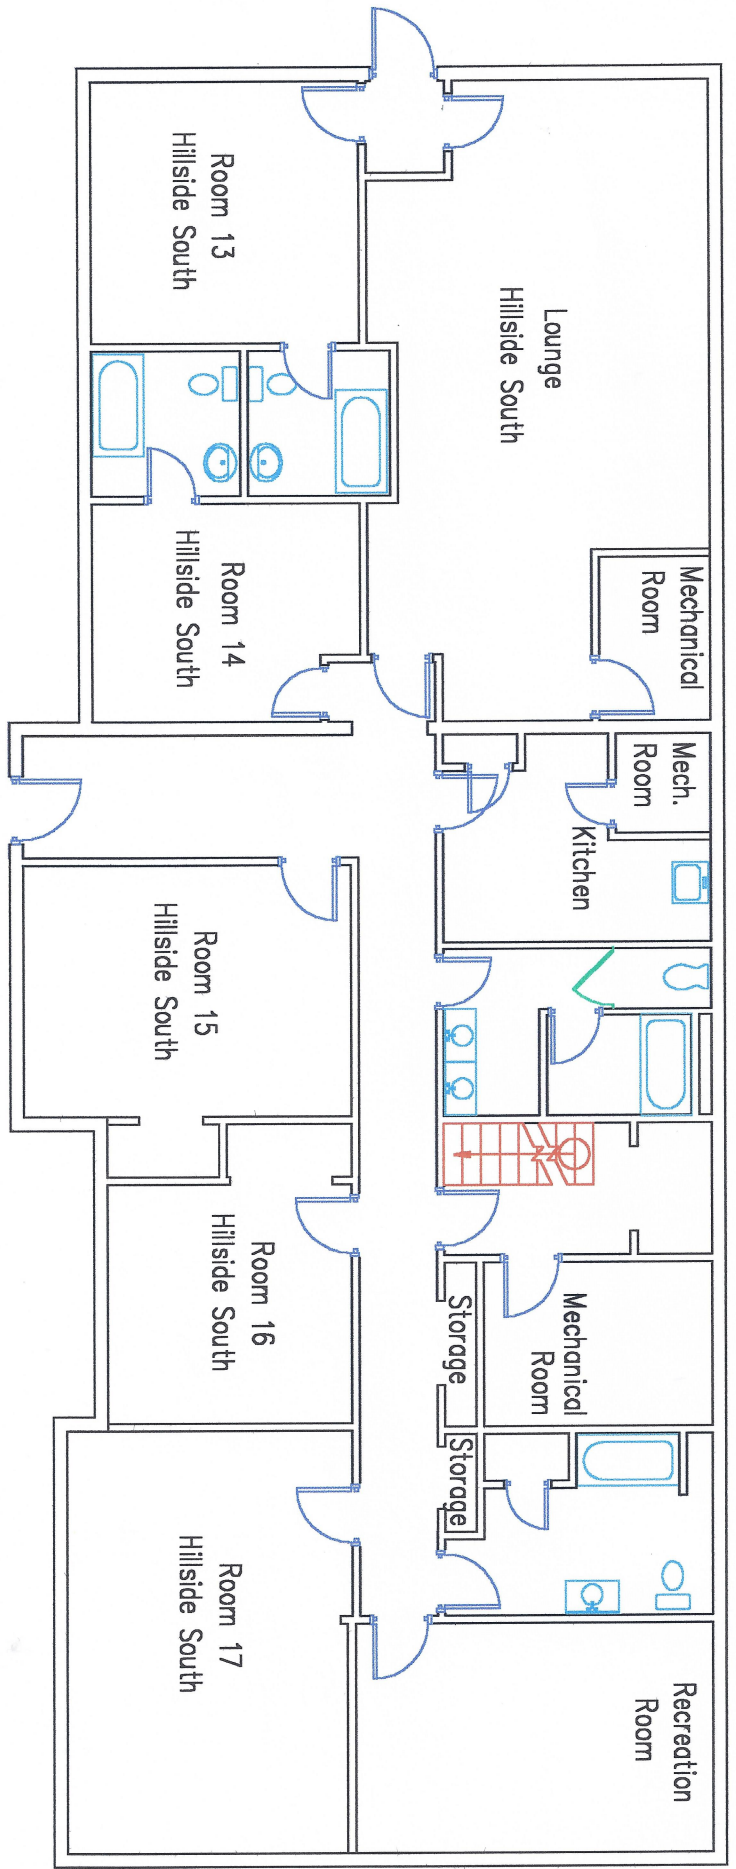 Room 13
Hillside South
Lounge
Hillside South
Room 14
Hillside South
Mechanical
Room
Mech.
Room
Kitchen
Room 15
Hillside South
Room 16
Hillside South
Storage
Mechanical
Room
Storage
Room 17
Hillside South
Recreation
Room